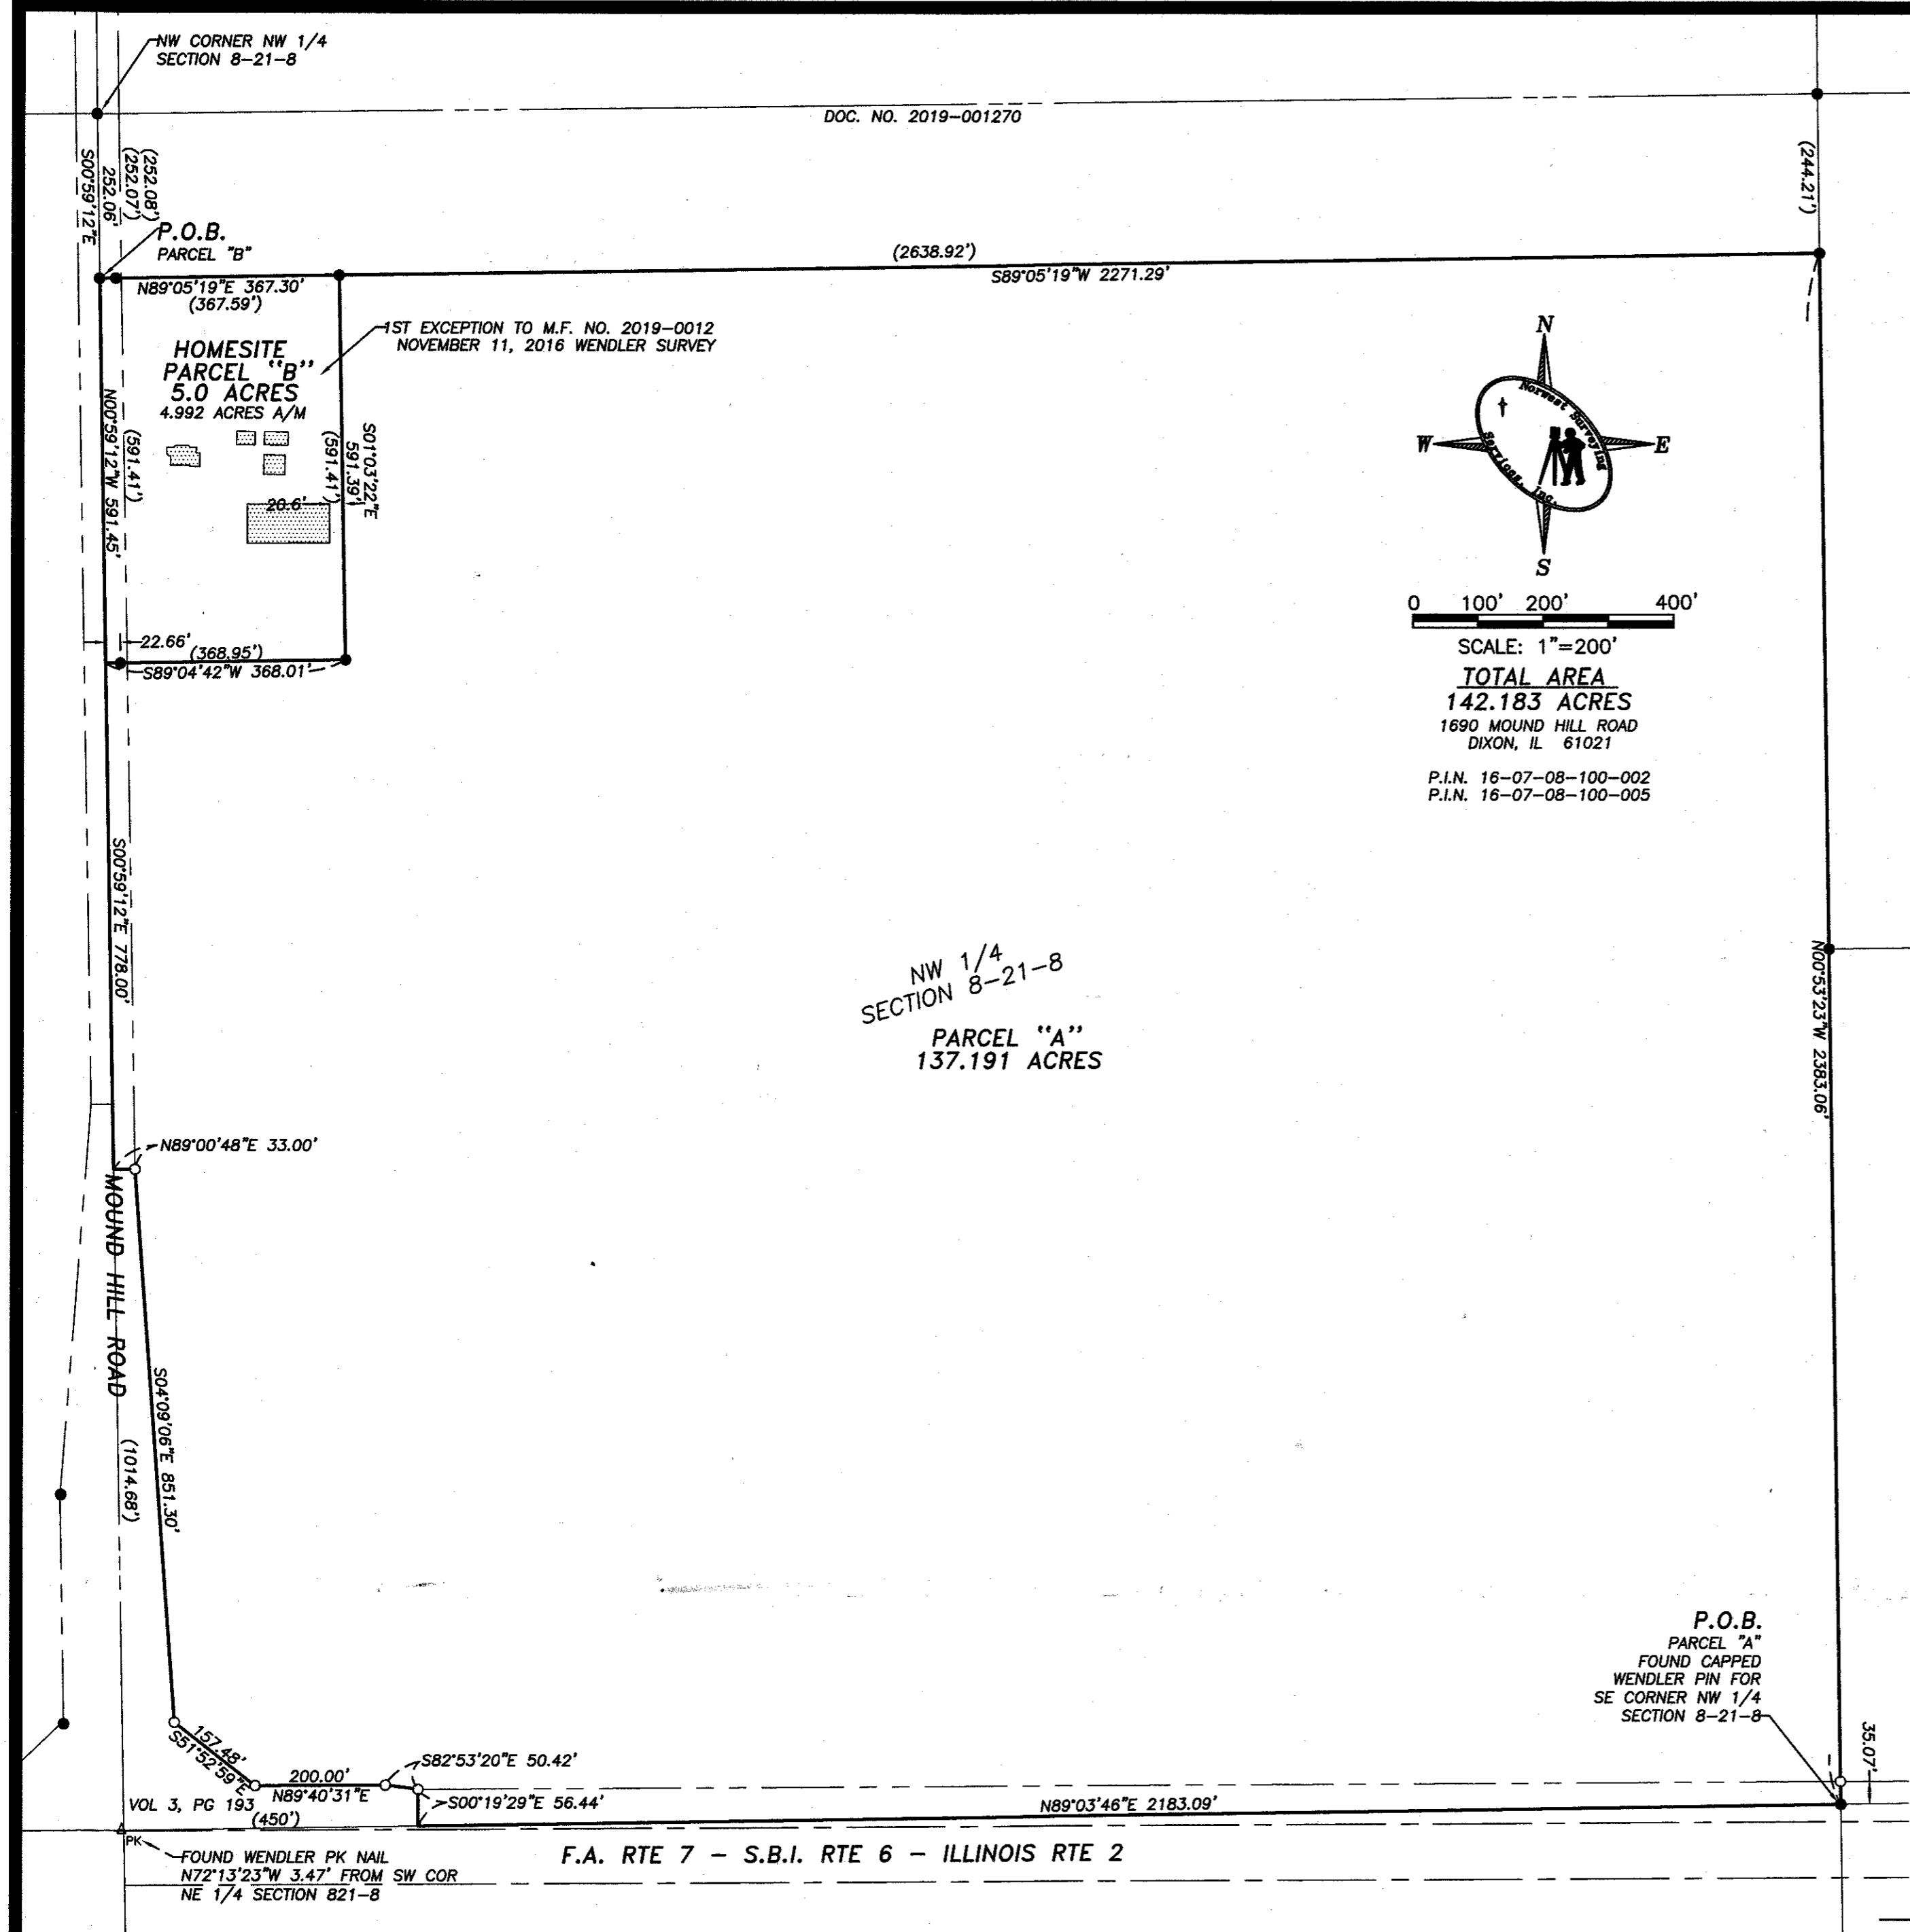 NW CORNER NW 1/4
SECTION 8-21-8
DOC. NO. 2019-001270
S00°59'12"E
252.06'
(252.07')
(252.08')
(244.21')
P.O.B.
PARCEL "B"
(2638.92')
S89°05'19"W 2271.29'
N89°05'19"E 367.30'
(367.59')
1ST EXCEPTION TO M.F. NO. 2019-0012
NOVEMBER 11, 2016 WENDLER SURVEY
HOMESITE
PARCEL "B"
5.0 ACRES
4.992 ACRES A/M
N00°59'12"W 591.45'
(591.41')
S01°03'22"E
591.39'
(591.41')
20.6'
22.66'
(368.95')
S89°04'42"W 368.01'
N
W
E
S
Norwest Surveying
Services, Inc.
0 100' 200' 400'
SCALE: 1"=200'
TOTAL AREA
142.183 ACRES
1690 MOUND HILL ROAD
DIXON, IL 61021
P.I.N. 16-07-08-100-002
P.I.N. 16-07-08-100-005
S00°59'12"E 778.00'
NW 1/4
SECTION 8-21-8
PARCEL "A"
137.191 ACRES
N00°53'23"W 2383.06'
N89°00'48"E 33.00'
MOUND HILL ROAD
S04°09'06"E 851.30'
(1014.68')
P.O.B.
PARCEL "A"
FOUND CAPPED
WENDLER PIN FOR
SE CORNER NW 1/4
SECTION 8-21-8
35.07'
157.48'
S51°52'59"E
200.00'
N89°40'31"E
S82°53'20"E 50.42'
S00°19'29"E 56.44'
N89°03'46"E 2183.09'
VOL 3, PG 193
(450')
PK
FOUND WENDLER PK NAIL
N72°13'23"W 3.47' FROM SW COR
NE 1/4 SECTION 821-8
F.A. RTE 7 - S.B.I. RTE 6 - ILLINOIS RTE 2